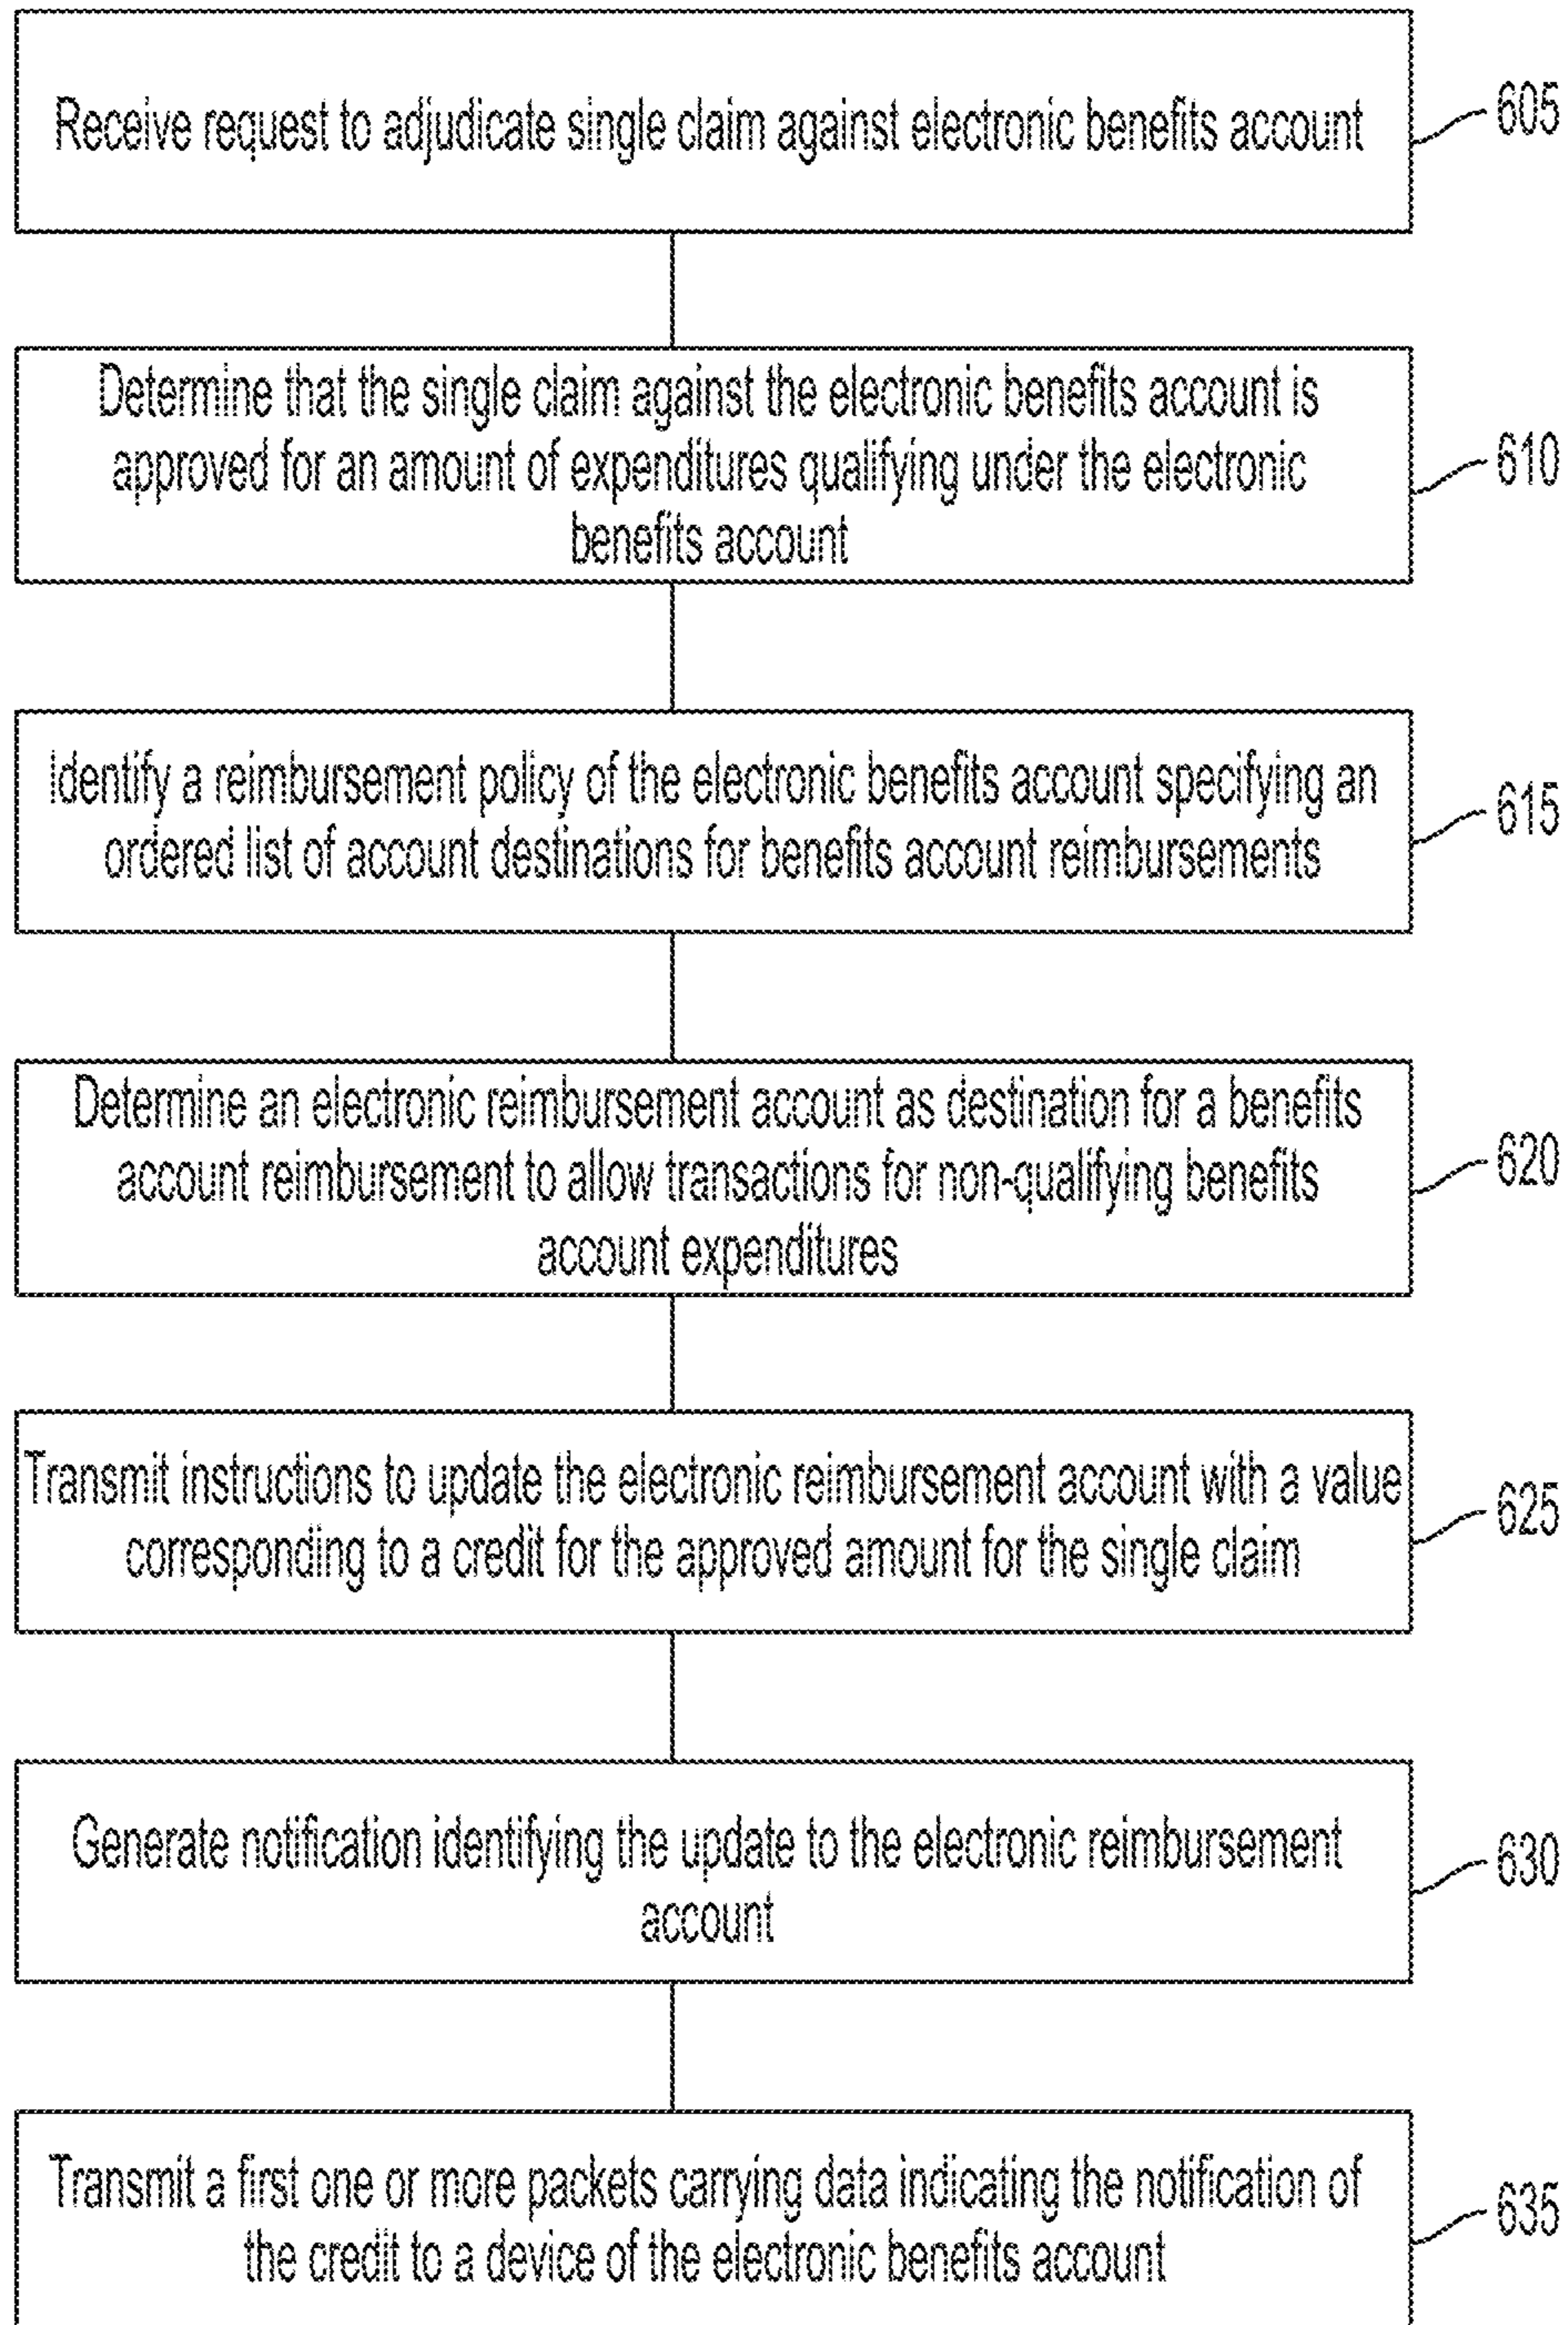 Receive request to adjudicate single claim against electronic benefits account
605
Determine that the single claim against the electronic benefits account is
approved for an amount of expenditures qualifying under the electronic
benefits account
610
Identify a reimbursement policy of the electronic benefits account specifying an
ordered list of account destinations for benefits account reimbursements
615
Determine an electronic reimbursement account as destination for a benefits
account reimbursement to allow transactions for non-qualifying benefits
account expenditures
620
Transmit instructions to update the electronic reimbursement account with a value
corresponding to a credit for the approved amount for the single claim
625
Generate notification identifying the update to the electronic reimbursement
account
630
Transmit a first one or more packets carrying data indicating the notification of
the credit to a device of the electronic benefits account
635